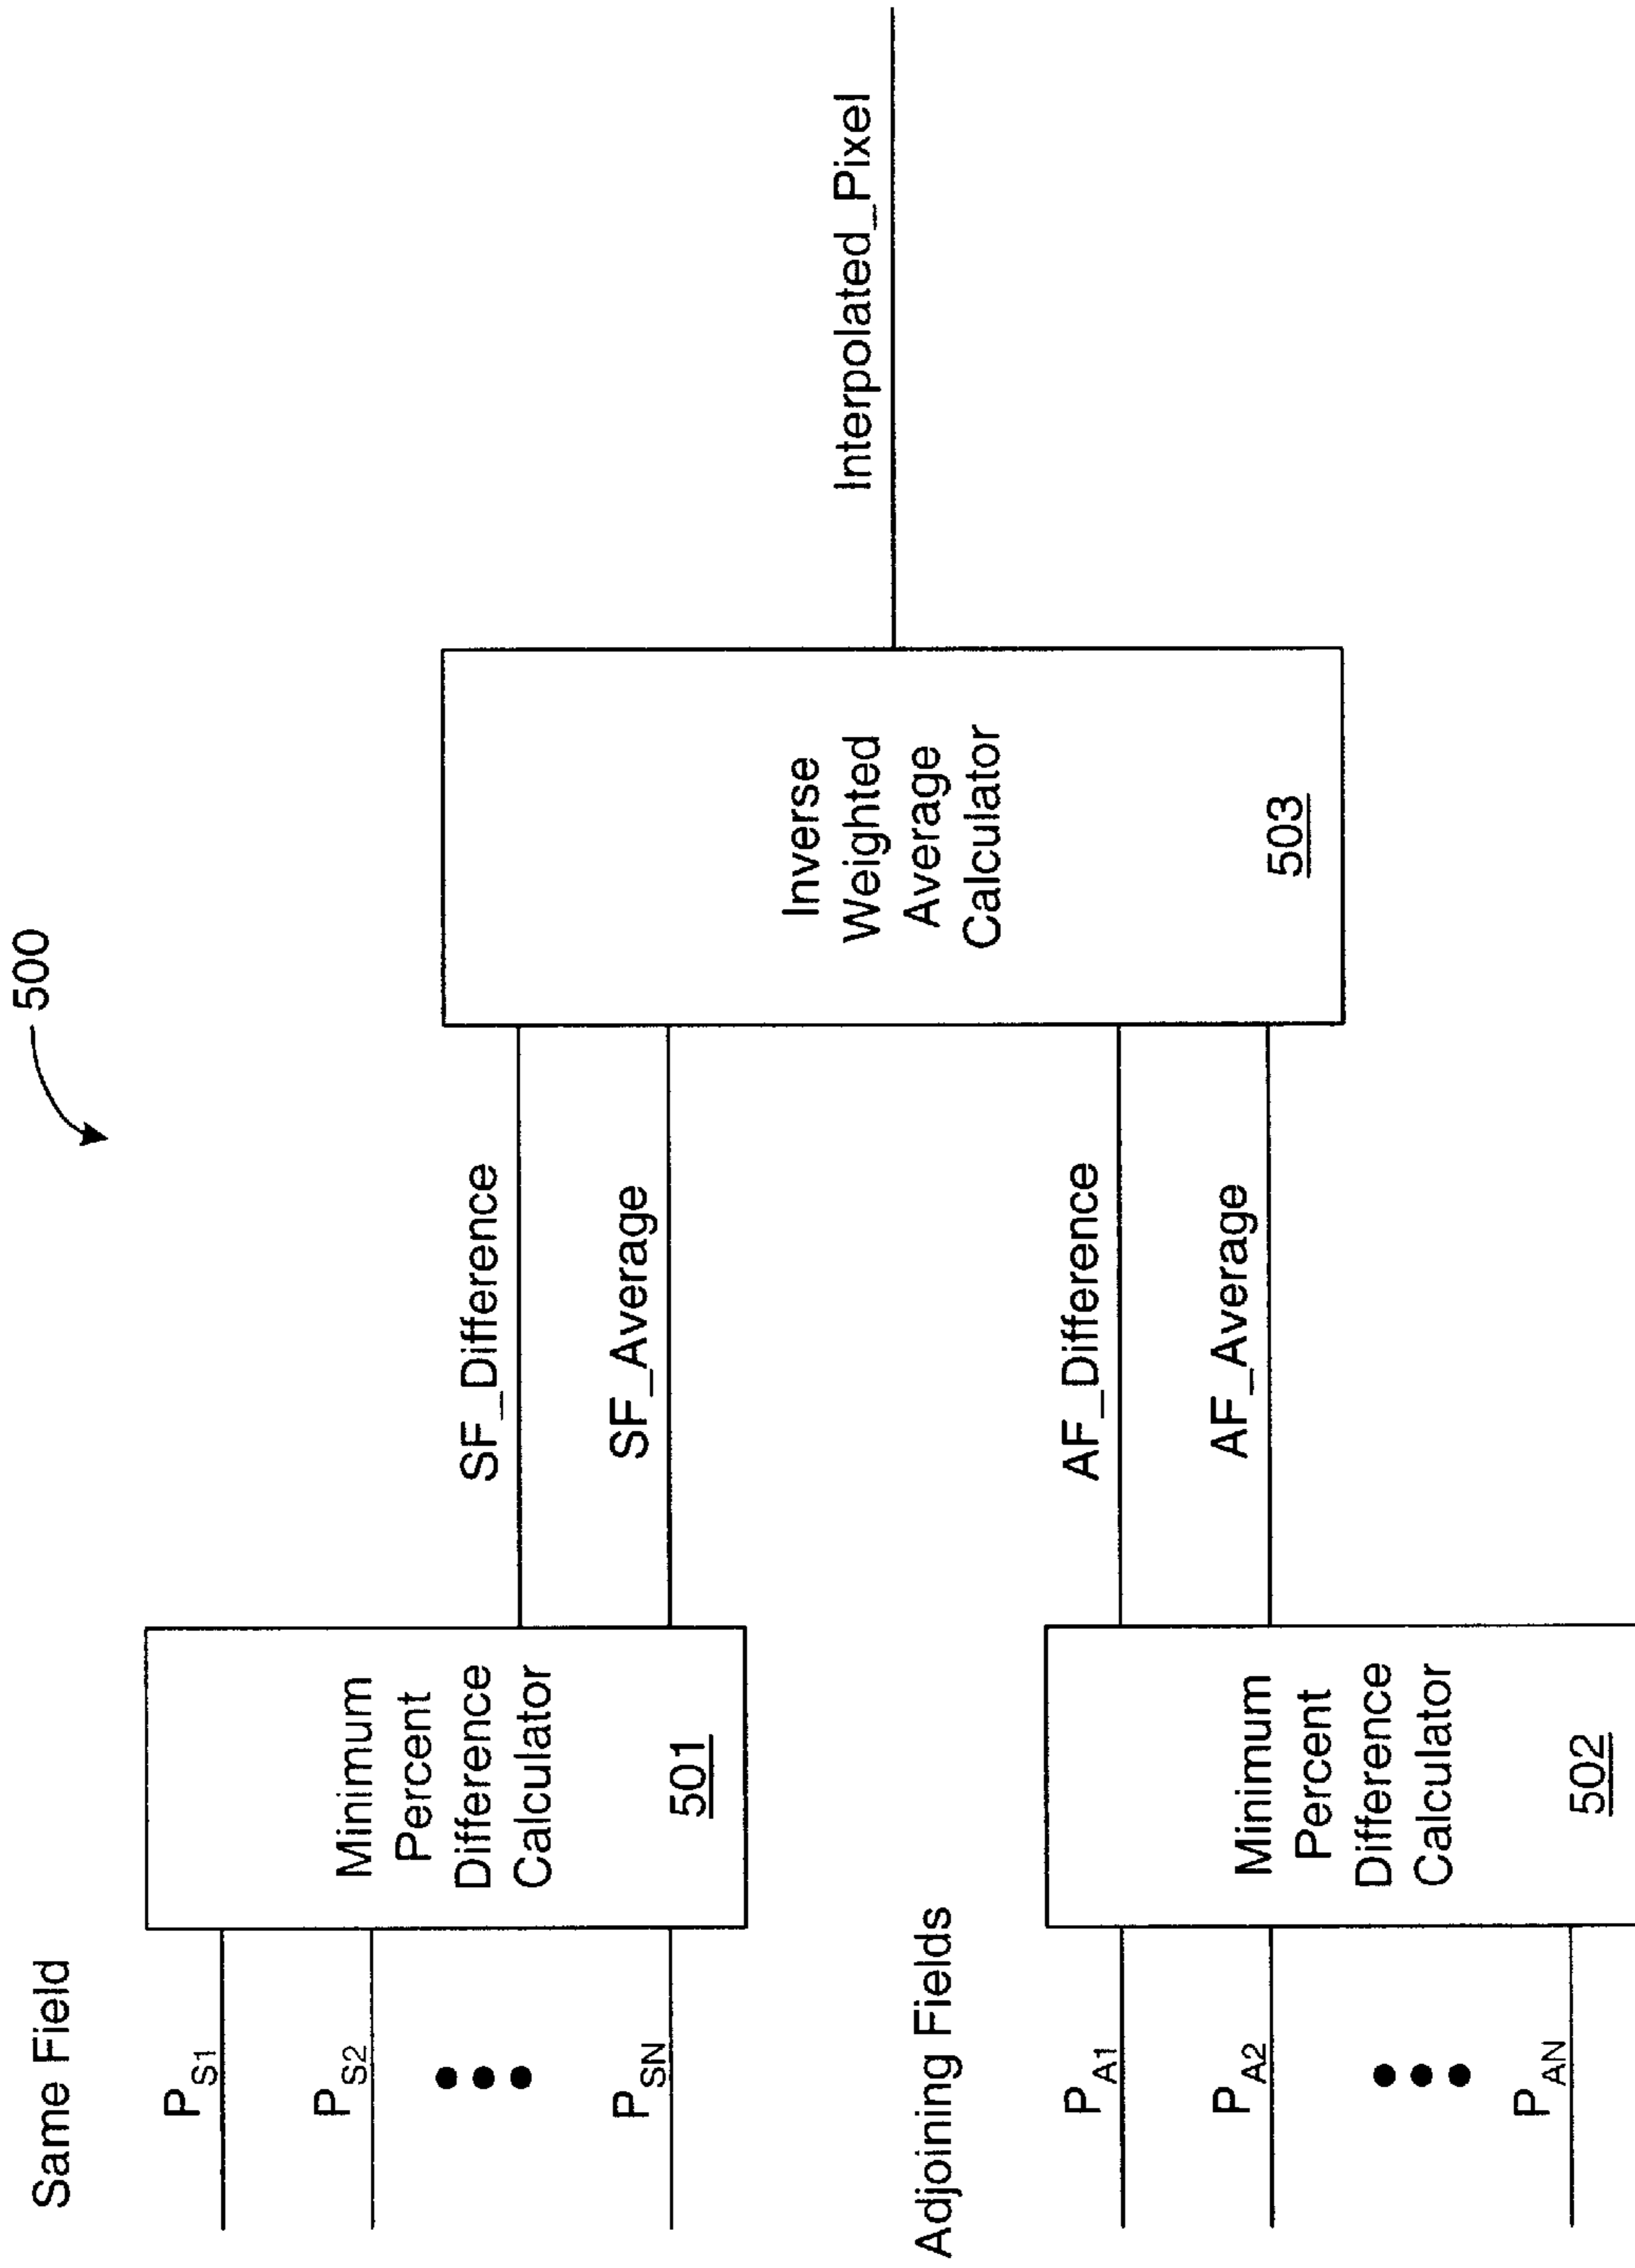 500
Same Field
P_S1
P_S2
P_SN
Minimum
Percent
Difference
Calculator
501
SF_Difference
SF_Average
Adjoining Fields
P_A1
P_A2
P_AN
Minimum
Percent
Difference
Calculator
502
AF_Difference
AF_Average
Inverse
Weighted
Average
Calculator
503
Interpolated_Pixel